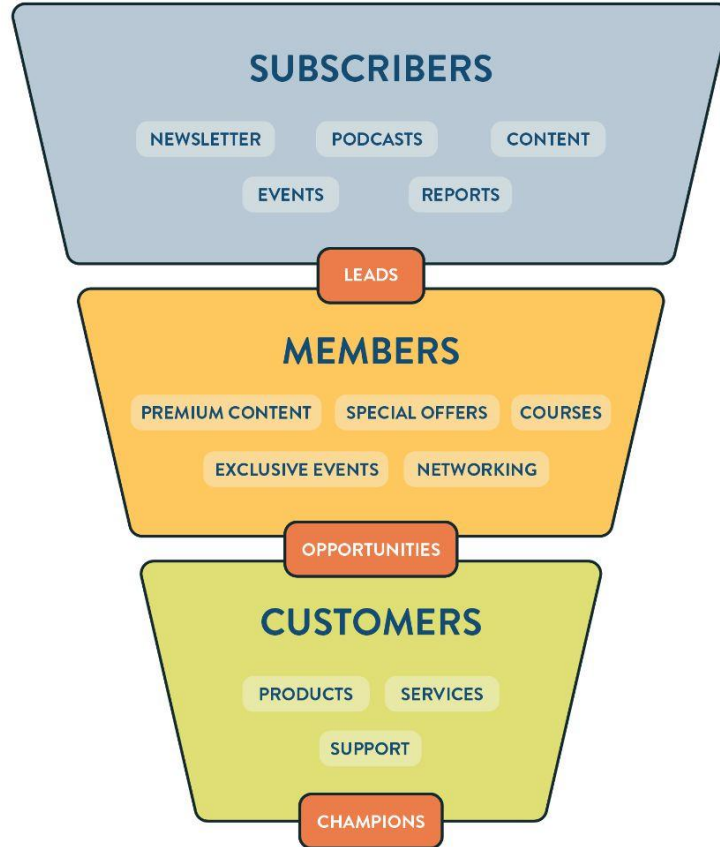 SUBSCRIBERS
NEWSLETTER PODCASTS CONTENT
EVENTS REPORTS
LEADS
MEMBERS
PREMIUM CONTENT SPECIAL OFFERS COURSES
EXCLUSIVE EVENTS NETWORKING
OPPORTUNITIES
CUSTOMERS
PRODUCTS SERVICES
SUPPORT
CHAMPIONS